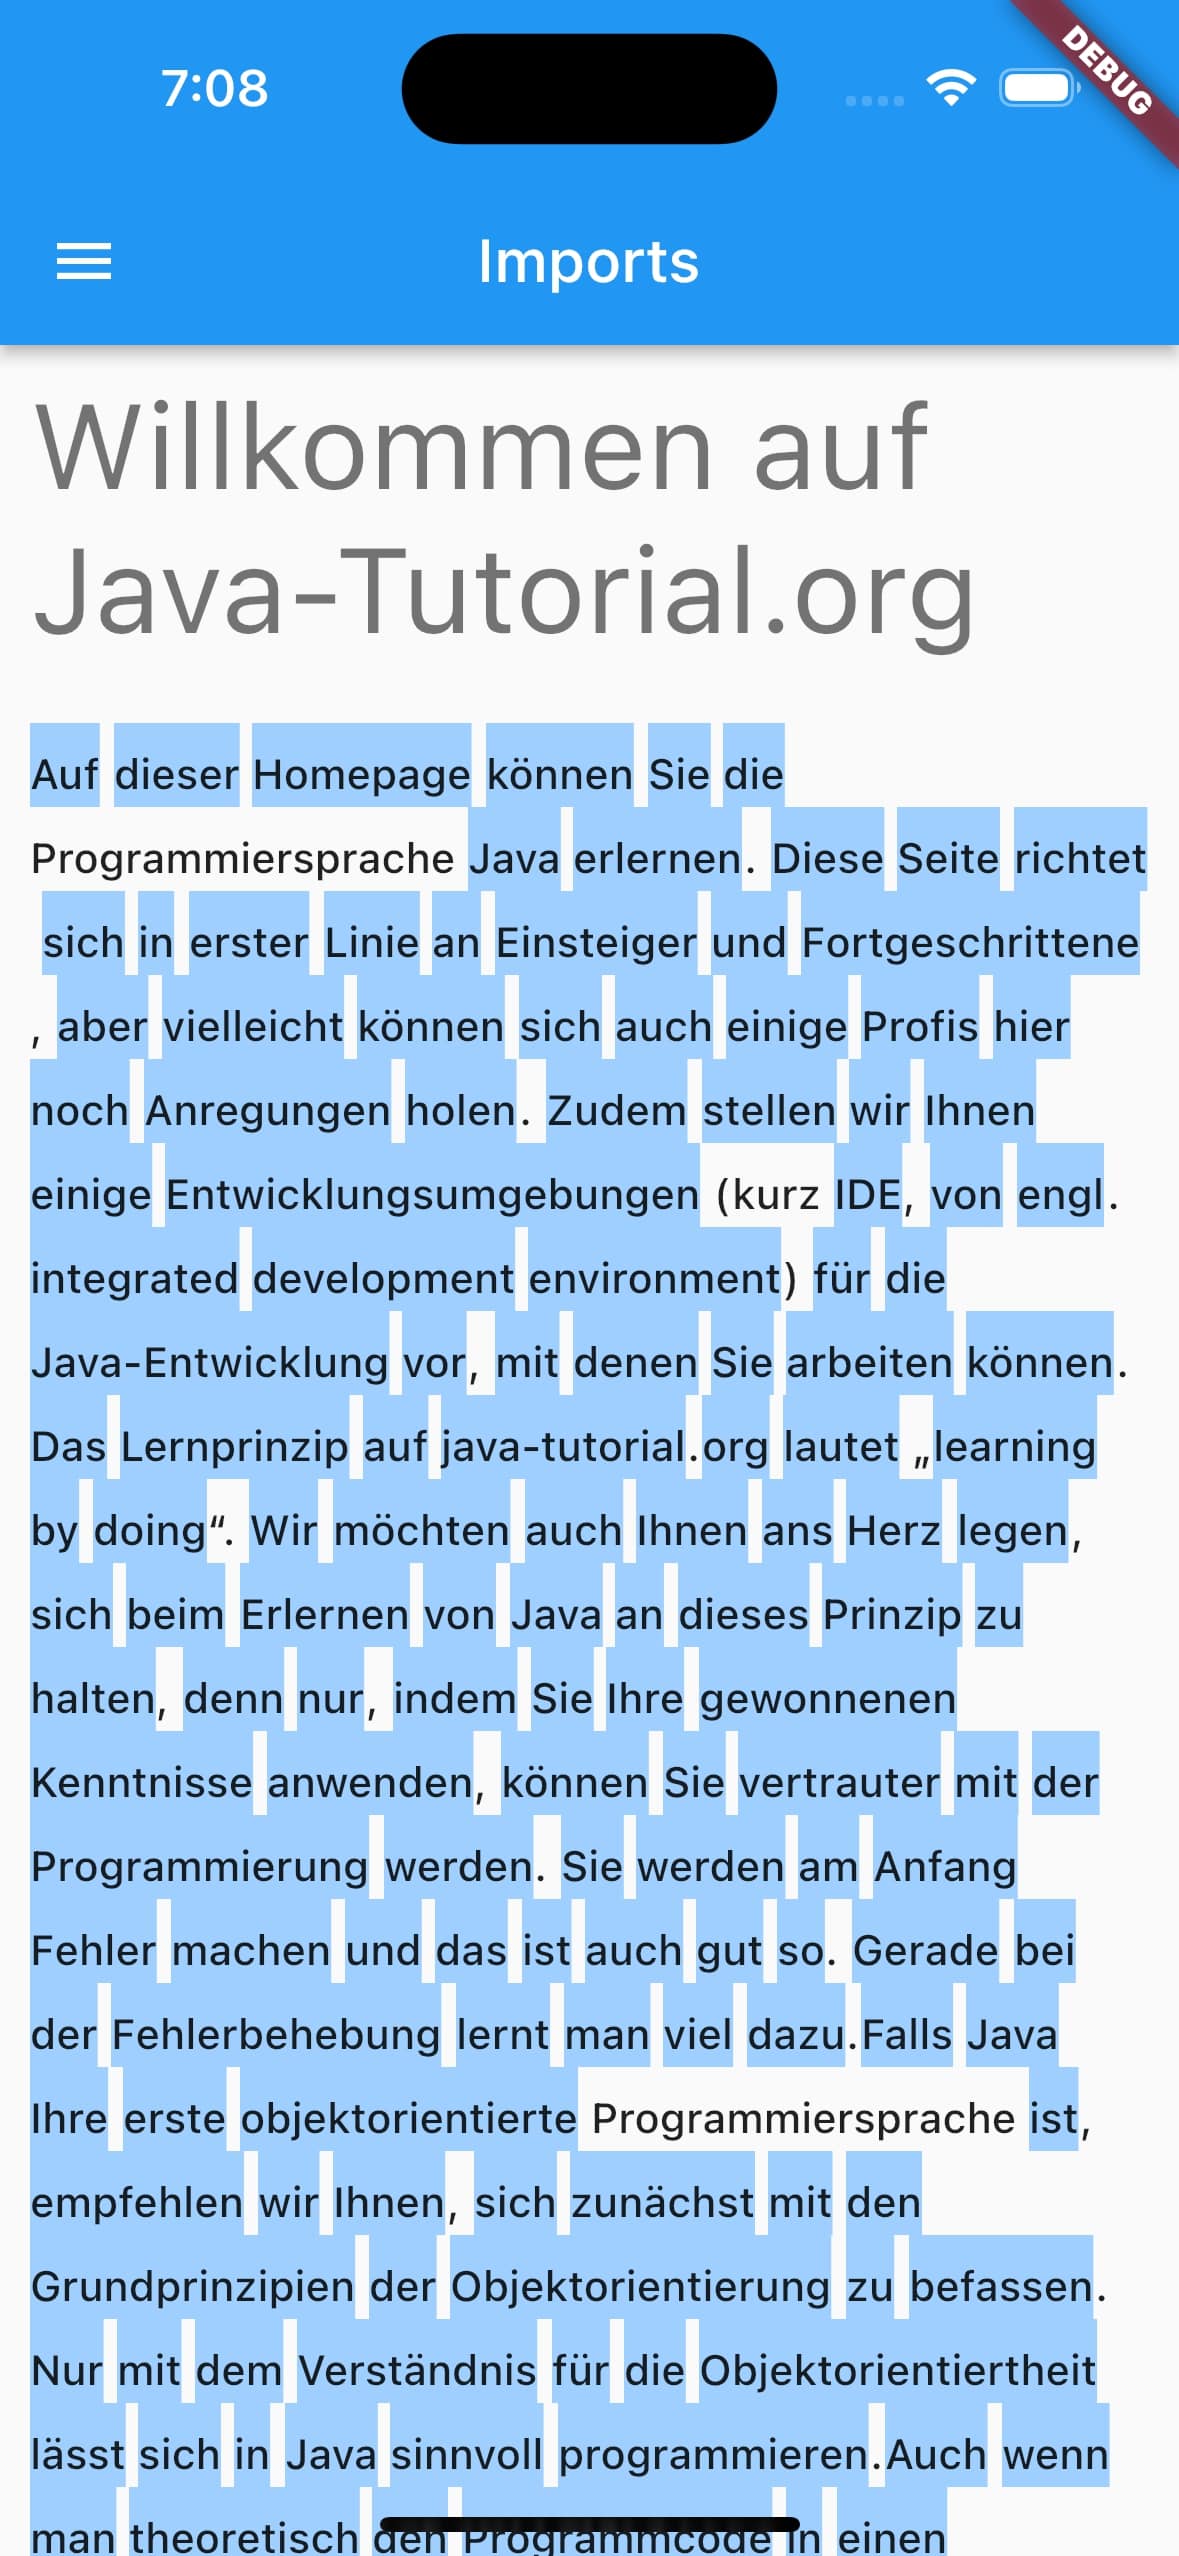 7:08
DEBUG
Imports
Willkommen auf
Java-Tutorial.org
Auf dieser Homepage können Sie die
Programmiersprache Java erlernen. Diese Seite richtet
sich in erster Linie an Einsteiger und Fortgeschrittene
, aber vielleicht können sich auch einige Profis hier
noch Anregungen holen. Zudem stellen wir Ihnen
einige Entwicklungsumgebungen (kurz IDE, von engl.
integrated development environment) für die
Java-Entwicklung vor, mit denen Sie arbeiten können.
Das Lernprinzip auf java-tutorial.org lautet „learning
by doing“. Wir möchten auch Ihnen ans Herz legen,
sich beim Erlernen von Java an dieses Prinzip zu
halten, denn nur, indem Sie Ihre gewonnenen
Kenntnisse anwenden, können Sie vertrauter mit der
Programmierung werden. Sie werden am Anfang
Fehler machen und das ist auch gut so. Gerade bei
der Fehlerbehebung lernt man viel dazu.Falls Java
Ihre erste objektorientierte Programmiersprache ist,
empfehlen wir Ihnen, sich zunächst mit den
Grundprinzipien der Objektorientierung zu befassen.
Nur mit dem Verständnis für die Objektorientiertheit
lässt sich in Java sinnvoll programmieren.Auch wenn
man theoretisch den Programmcode in einen